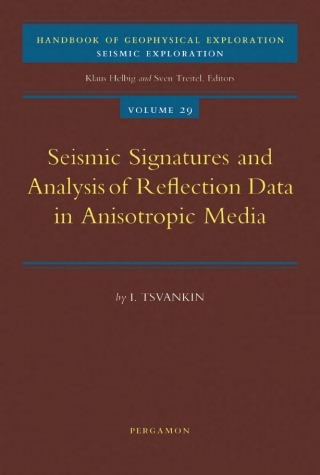 HANDBOOK OF GEOPHYSICAL EXPLORATION
SEISMIC EXPLORATION
Klaus Helbig and Sven Treitel, Editors
VOLUME 29
Seismic Signatures and
Analysis of Reflection Data
in Anisotropic Media
by I. TSVANKIN
PERGAMON